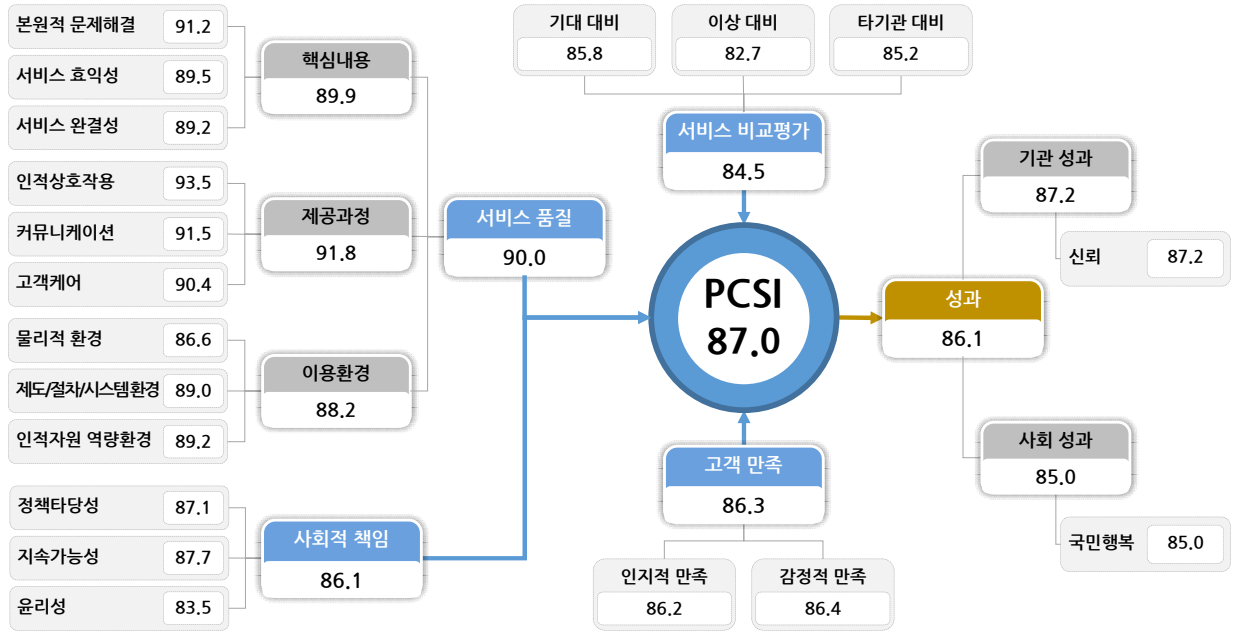 본원적 문제해결 91.2
서비스 효익성 89.5
서비스 완결성 89.2
핵심내용
89.9
인적상호작용 93.5
커뮤니케이션 91.5
고객케어 90.4
제공과정
91.8
물리적 환경 86.6
제도/절차/시스템환경 89.0
인적자원 역량환경 89.2
이용환경
88.2
서비스 품질
90.0
정책타당성 87.1
지속가능성 87.7
윤리성 83.5
사회적 책임
86.1
기대 대비
85.8
이상 대비
82.7
타기관 대비
85.2
서비스 비교평가
84.5
PCSI
87.0
고객 만족
86.3
인지적 만족
86.2
감정적 만족
86.4
성과
86.1
기관 성과
87.2
신뢰 87.2
사회 성과
85.0
국민행복 85.0